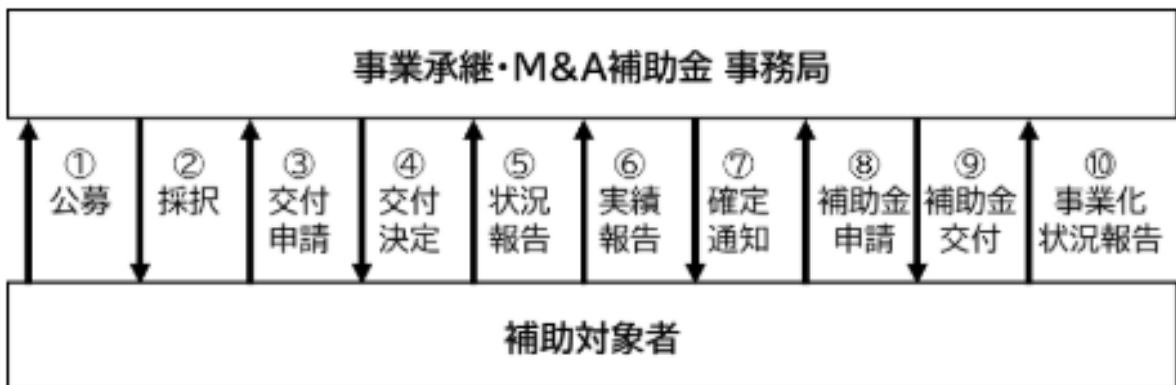 事業承継・M&A補助金 事務局
①
公募
②
採択
③
交付
申請
④
交付
決定
⑤
状況
報告
⑥
実績
報告
⑦
確定
通知
⑧
補助金
申請
⑨
補助金
交付
⑩
事業化
状況報告
補助対象者